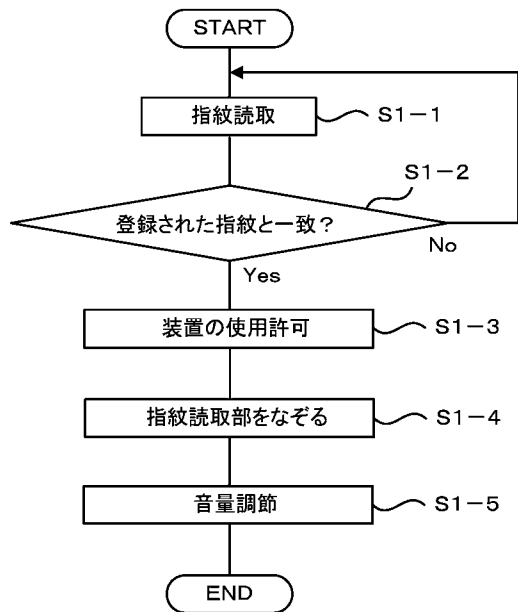 START
指紋読取
S1-1
S1-2
登録された指紋と一致?
No
Yes
装置の使用許可
S1-3
指紋読取部をなぞる
S1-4
音量調節
S1-5
END